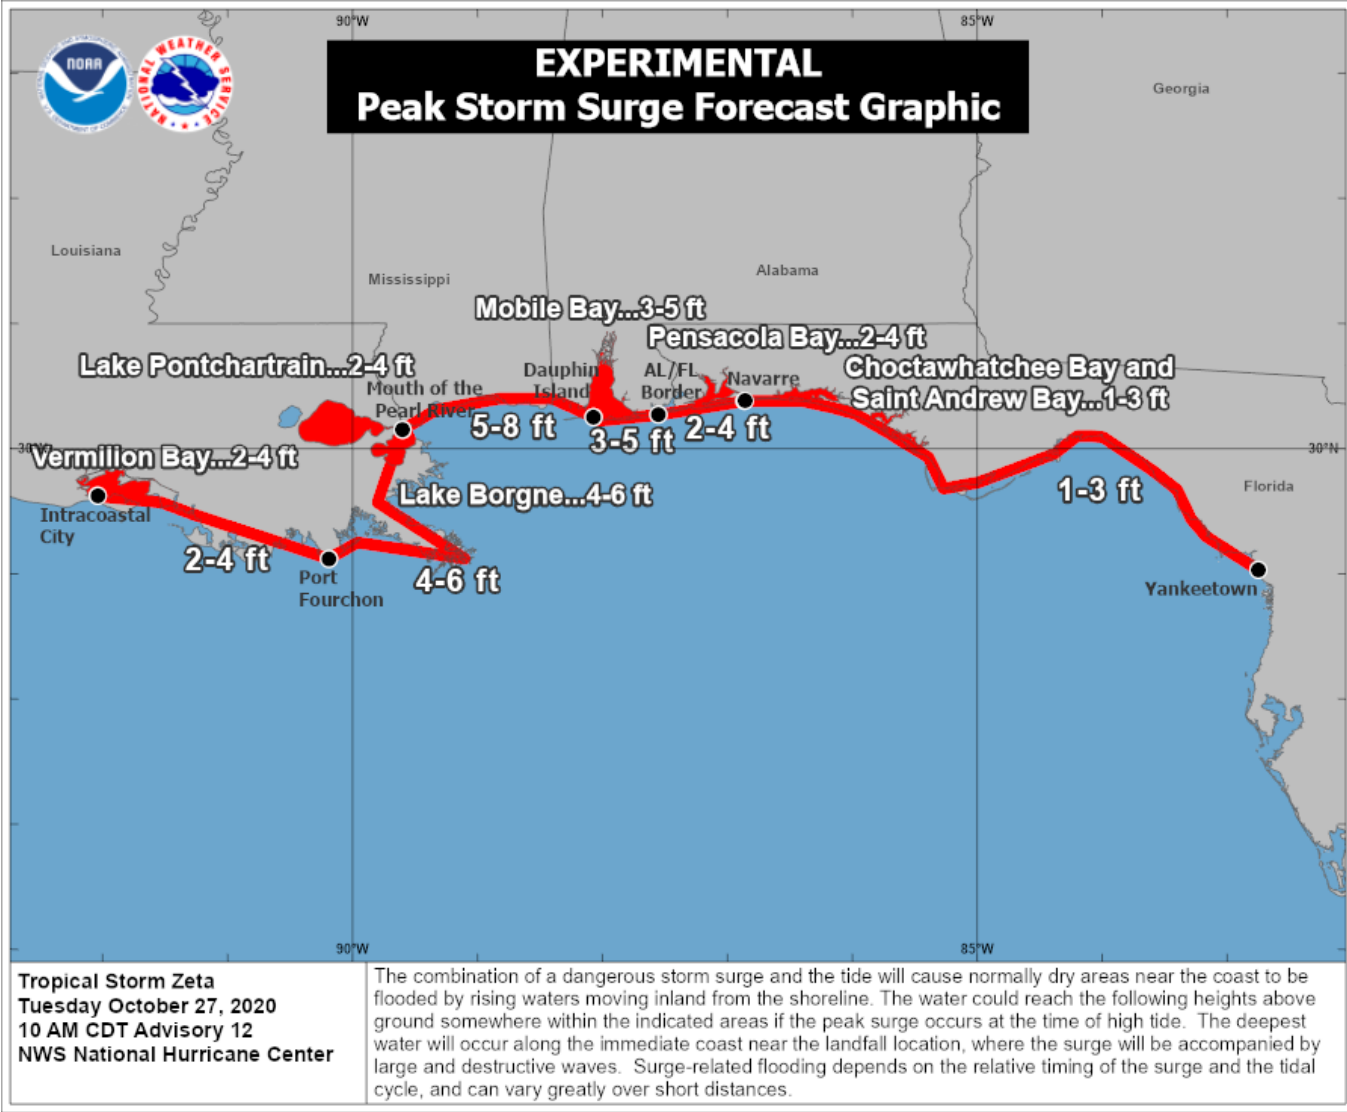 90°W
85°W
NOAA
NATIONAL WEATHER SERVICE
EXPERIMENTAL
Peak Storm Surge Forecast Graphic
Georgia
Louisiana
Mississippi
Alabama
Mobile Bay...3-5 ft
Pensacola Bay...2-4 ft
Lake Pontchartrain...2-4 ft
Dauphin
Island
AL/FL
Border
Navarre
Choctawhatchee Bay and
Saint Andrew Bay...1-3 ft
Mouth of the
Pearl River
5-8 ft
3-5 ft
2-4 ft
30°N
30°N
Vermilion Bay...2-4 ft
Lake Borgne...4-6 ft
1-3 ft
Florida
Intracoastal
City
2-4 ft
Port
Fourchon
4-6 ft
Yankeetown
90°W
85°W
Tropical Storm Zeta
Tuesday October 27, 2020
10 AM CDT Advisory 12
NWS National Hurricane Center
The combination of a dangerous storm surge and the tide will cause normally dry areas near the coast to be
flooded by rising waters moving inland from the shoreline. The water could reach the following heights above
ground somewhere within the indicated areas if the peak surge occurs at the time of high tide. The deepest
water will occur along the immediate coast near the landfall location, where the surge will be accompanied by
large and destructive waves. Surge-related flooding depends on the relative timing of the surge and the tidal
cycle, and can vary greatly over short distances.